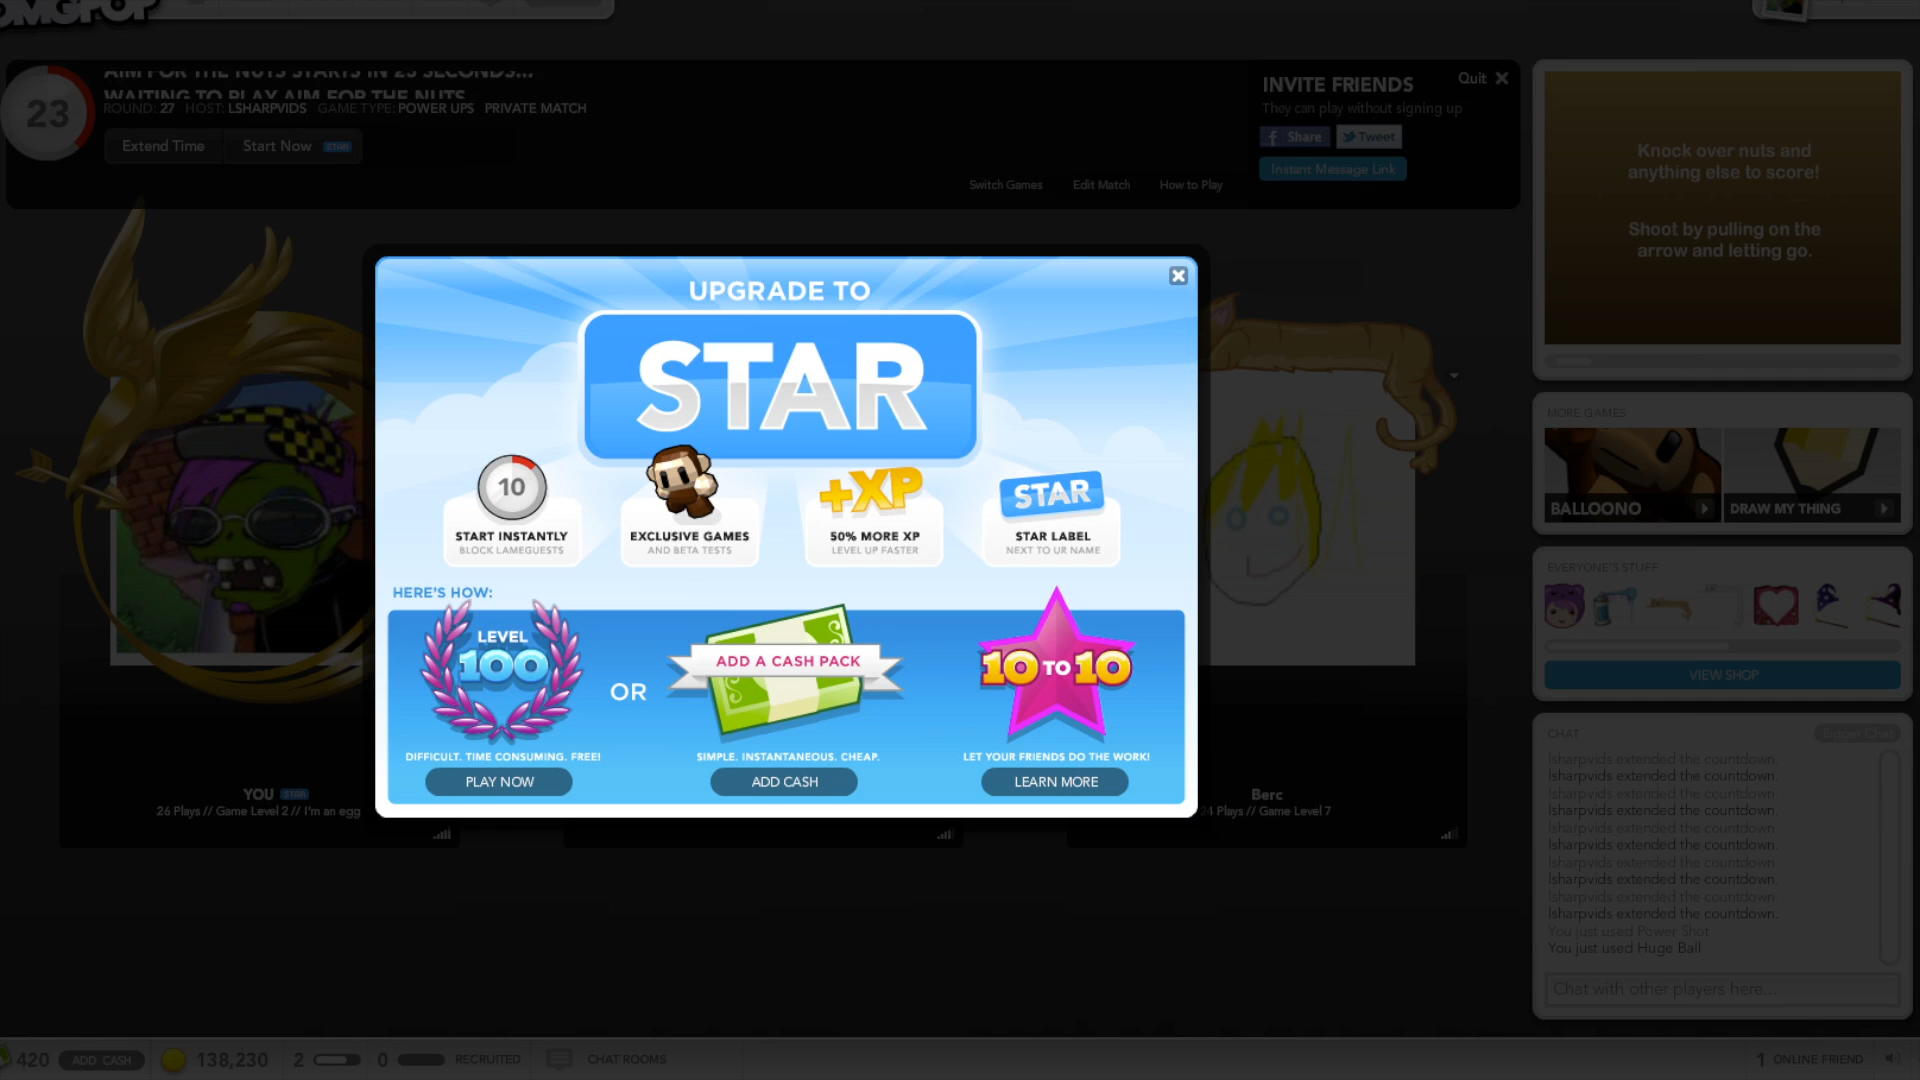 OMGPOP
AIM FOR THE NUTS STARTS IN 23 SECONDS...
WAITING TO PLAY AIM FOR THE NUTS
23
ROUND: 27 HOST: LSHARPVIDS GAME TYPE: POWER UPS PRIVATE MATCH
Extend Time
Start Now STAR
Switch Games
Edit Match
How to Play
INVITE FRIENDS
Quit
They can play without signing up
f Share
Tweet
Instant Message Link
Knock over nuts and
anything else to score!
Shoot by pulling on the
arrow and letting go.
UPGRADE TO
STAR
10
START INSTANTLY
BLOCK LAMEGUESTS
EXCLUSIVE GAMES
AND BETA TESTS
+XP
50% MORE XP
LEVEL UP FASTER
STAR
STAR LABEL
NEXT TO UR NAME
HERE'S HOW:
LEVEL
100
DIFFICULT. TIME CONSUMING. FREE!
PLAY NOW
OR
ADD A CASH PACK
SIMPLE. INSTANTANEOUS. CHEAP.
ADD CASH
10 TO 10
LET YOUR FRIENDS DO THE WORK!
LEARN MORE
YOU STAR
26 Plays // Game Level 2 // I'm an egg
Berc
4 Plays // Game Level 7
MORE GAMES
BALLOONO
DRAW MY THING
EVERYONE'S STUFF
VIEW SHOP
CHAT
Bigger Chat
lsharpvids extended the countdown.
lsharpvids extended the countdown.
lsharpvids extended the countdown.
lsharpvids extended the countdown.
lsharpvids extended the countdown.
lsharpvids extended the countdown.
lsharpvids extended the countdown.
lsharpvids extended the countdown.
lsharpvids extended the countdown.
lsharpvids extended the countdown.
You just used Power Shot
You just used Huge Ball
Chat with other players here...
420
ADD CASH
138,230
2
0
RECRUITED
CHAT ROOMS
1 ONLINE FRIEND